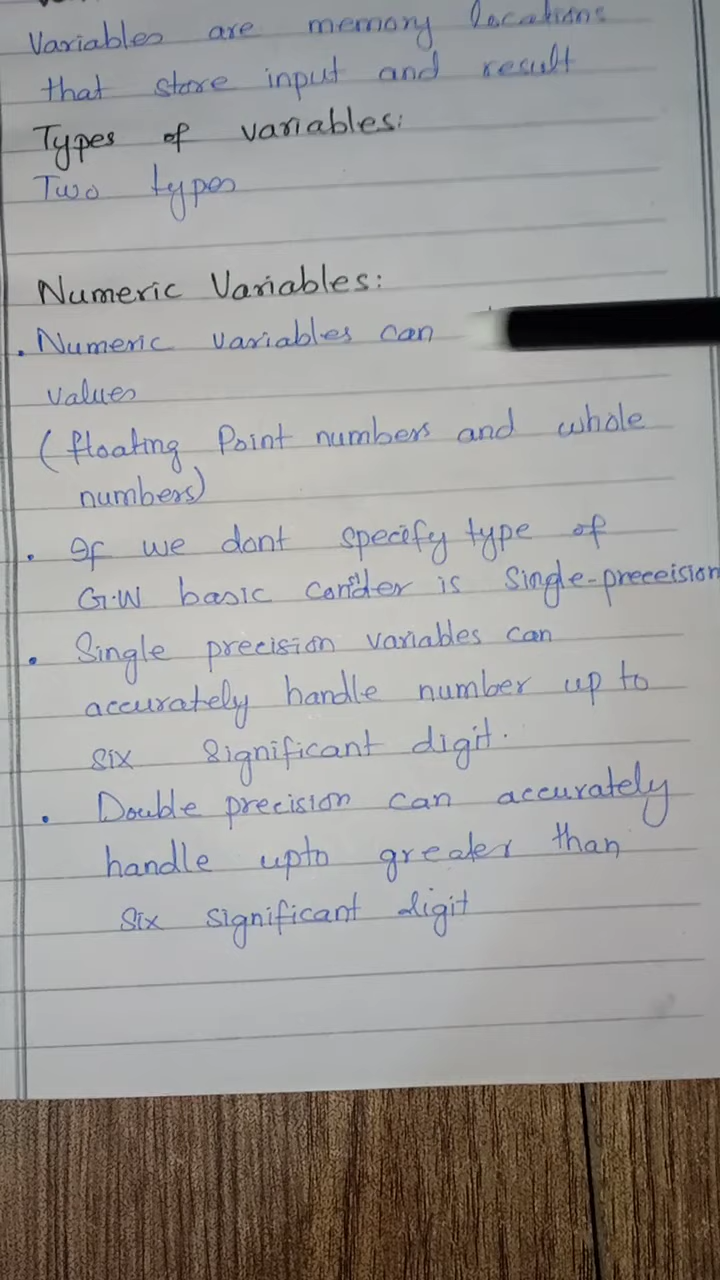 Variables are memory locations
that store input and result
Types of variables:
Two types
Numeric Variables:
. Numeric variables can
values
(floating Point numbers and whole
numbers)
. If we dont specify type of
G.W basic consider is Single-preceision
. Single precision variables can
accurately handle number up to
six significant digit.
. Double precision can accurately
handle upto greater than
six significant digit